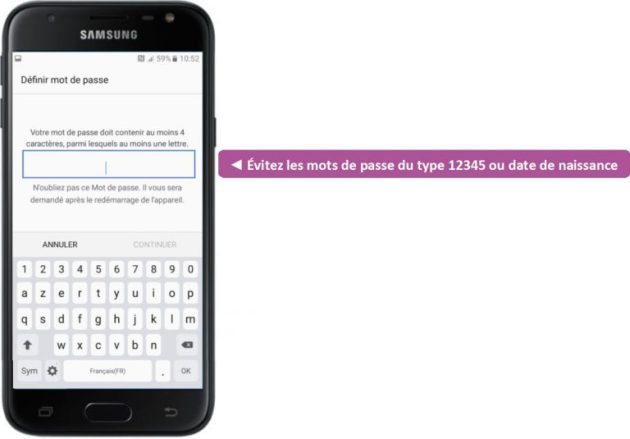 SAMSUNG
59% 10:52
Définir mot de passe
Votre mot de passe doit contenir au moins 4
caractères, parmi lesquels au moins une lettre.
◄ Évitez les mots de passe du type 12345 ou date de naissance
N'oubliez pas ce Mot de passe. Il vous sera
demandé après le redémarrage de l'appareil.
ANNULER CONTINUER
1 2 3 4 5 6 7 8 9 0
a z e r t y u i o p
q s d f g h j k l m
w x c v b n
Sym Français(FR) . OK